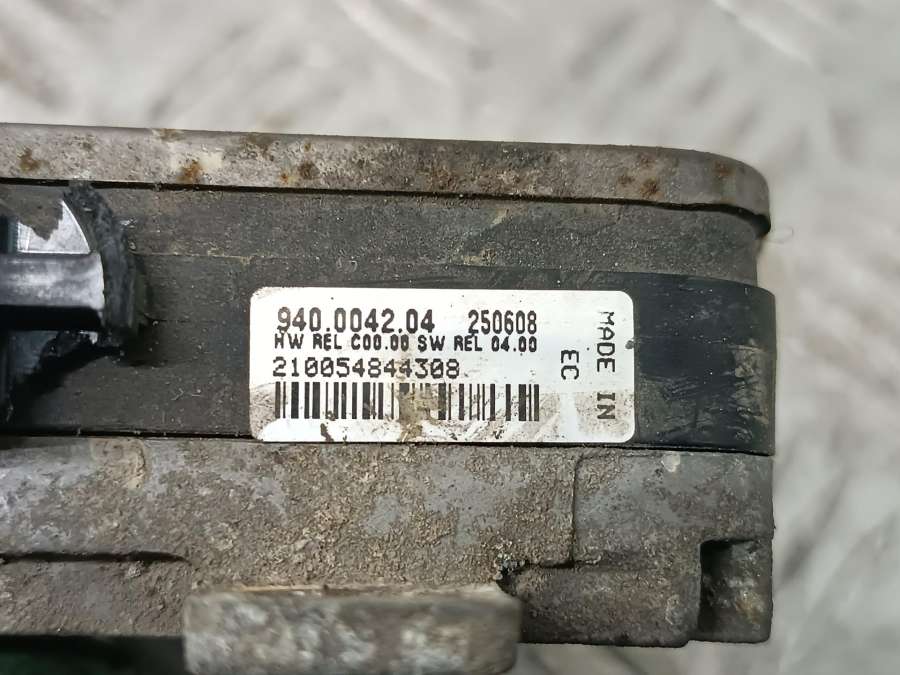 940.0042.04 250608
HW REL C00.00 SW REL 04.00
210054844308
MADE IN
EC